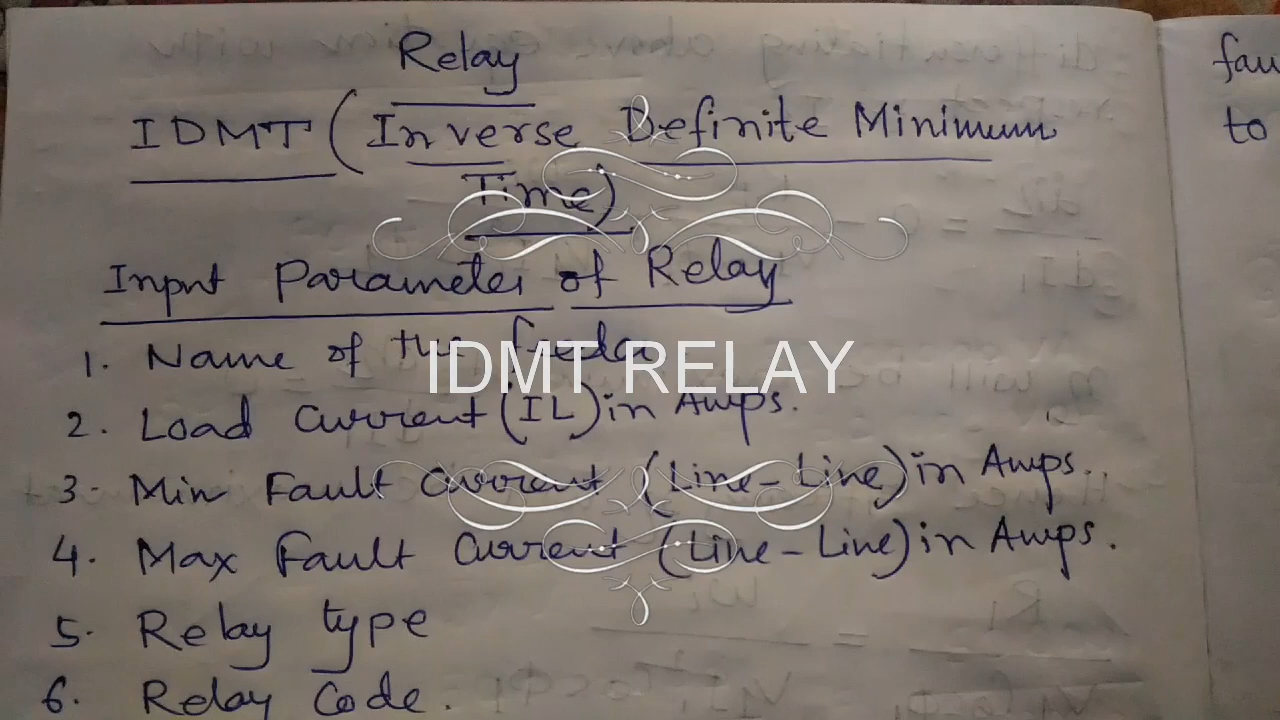 Relay
IDMT (Inverse Definite Minimum
Time)
Input Parameter of Relay
1. Name of the feeder
IDMT RELAY
2. Load Current (IL) in Amps.
3. Min Fault Current (Line-Line) in Amps.
4. Max Fault Current (Line-Line) in Amps.
5. Relay type
6. Relay Code.
fau
to